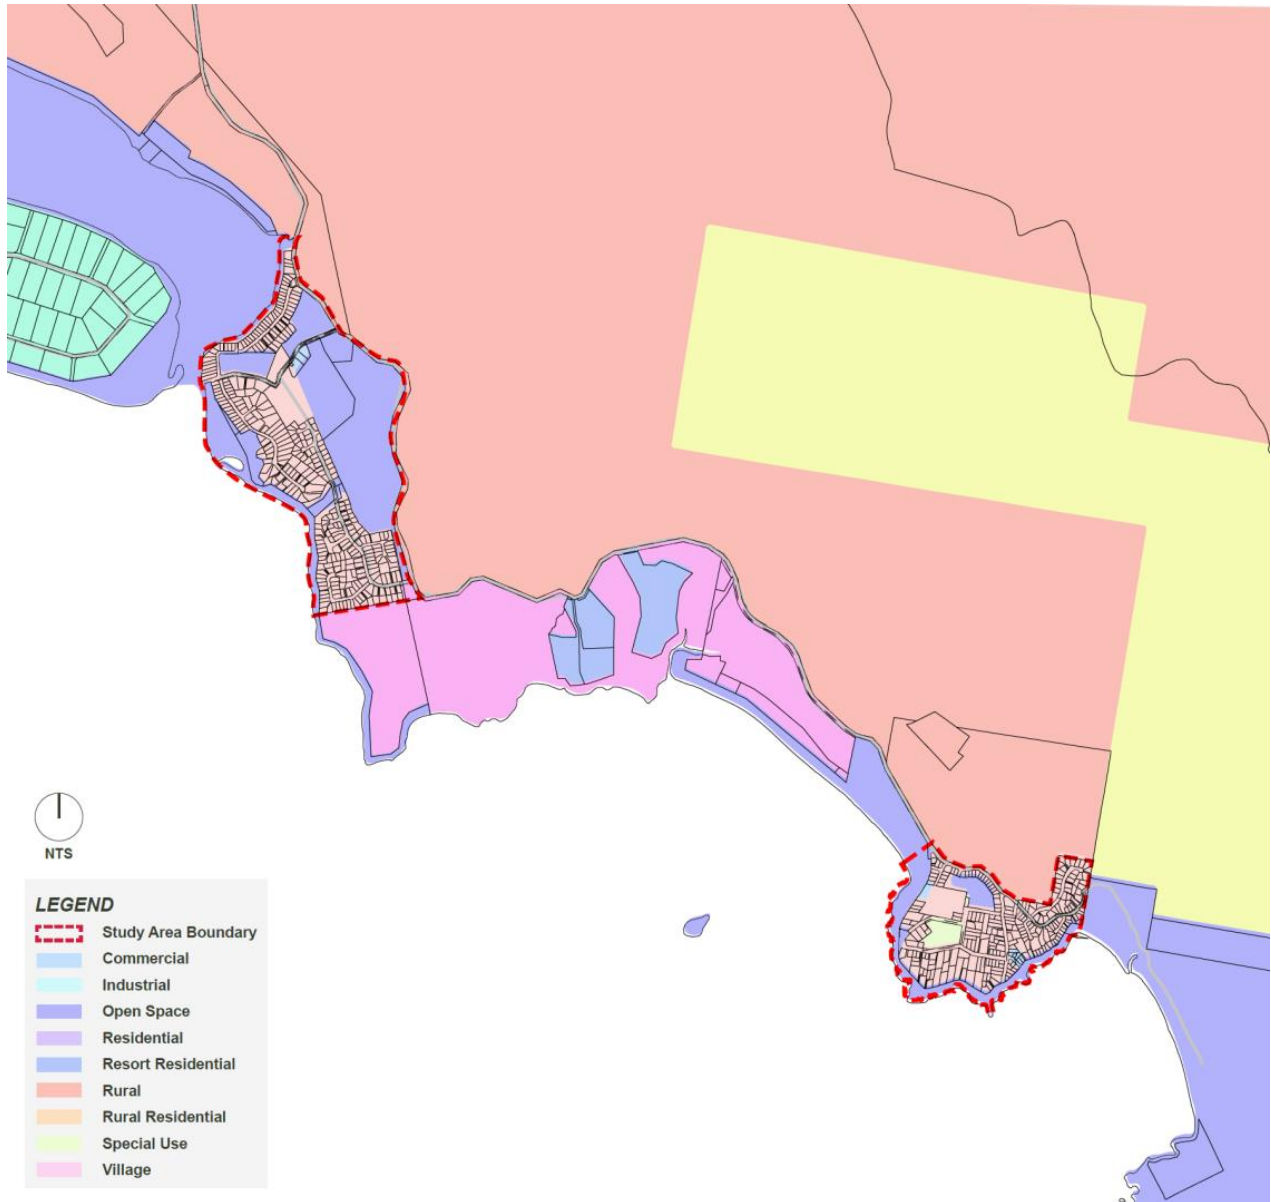 NTS
LEGEND
Study Area Boundary
Commercial
Industrial
Open Space
Residential
Resort Residential
Rural
Rural Residential
Special Use
Village